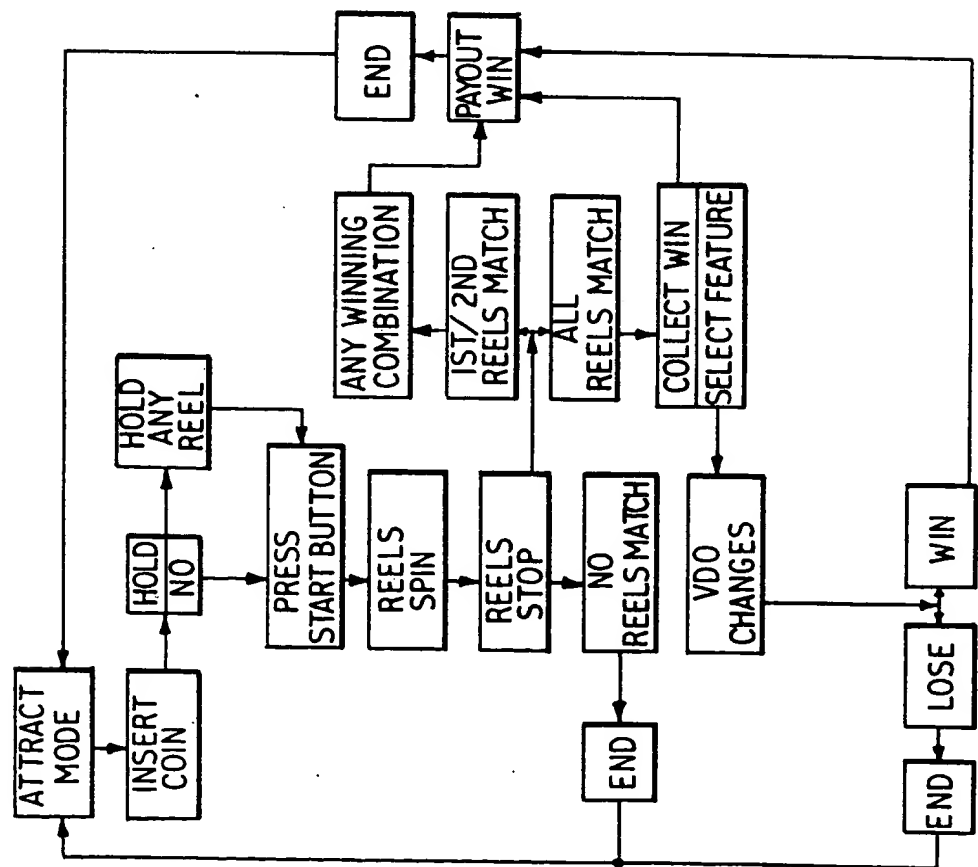 ATTRACT
MODE
INSERT
COIN
HOLD
NO
HOLD
ANY
REEL
PRESS
START BUTTON
REELS
SPIN
REELS
STOP
NO
REELS MATCH
END
ANY WINNING
COMBINATION
IST/2ND
REELS MATCH
ALL
REELS MATCH
COLLECT WIN
SELECT FEATURE
END
PAYOUT
WIN
VDO
CHANGES
WIN
LOSE
END